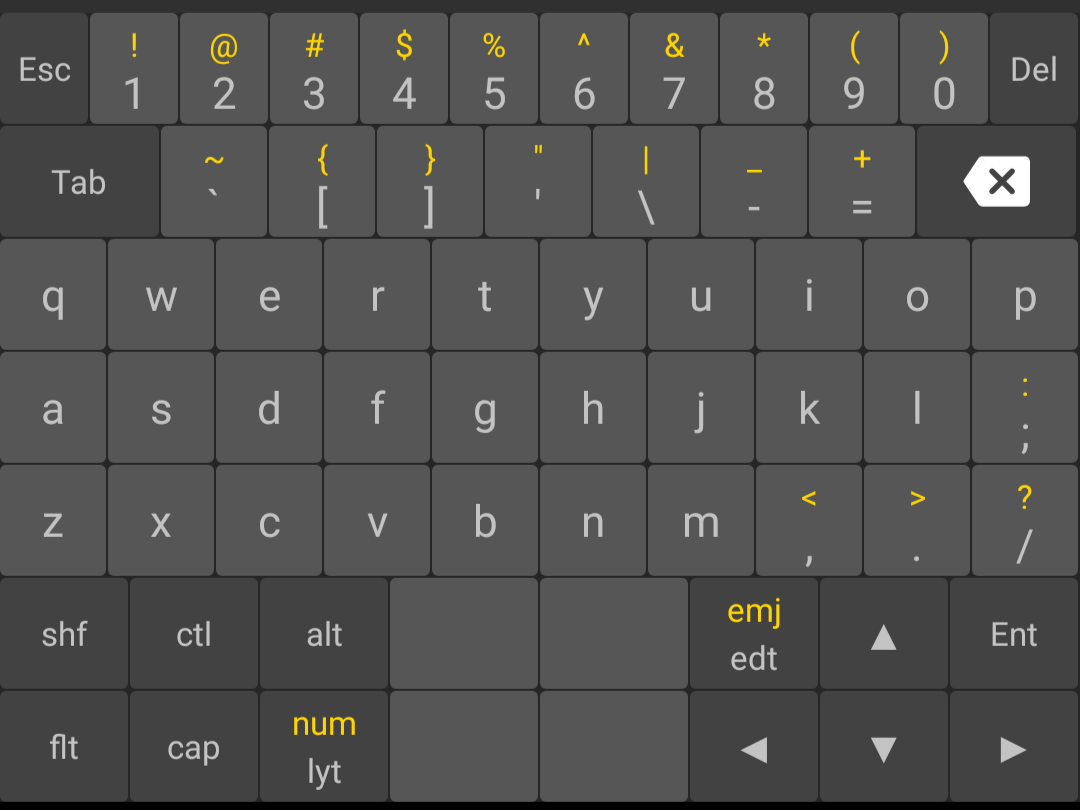 ! @ # $ % ^ & * ( )
Esc 1 2 3 4 5 6 7 8 9 0 Del
~ { } " | _ +
Tab ` [ ] ' \ - =
q w e r t y u i o p
a s d f g h j k l :
;
z x c v b n m < > ?
, . /
shf ctl alt emj ▲ Ent
edt
flt cap num ◀ ▼ ▶
lyt